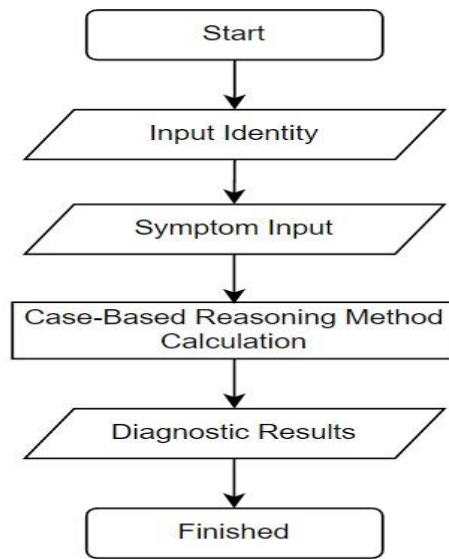 Start
Input Identity
Symptom Input
Case-Based Reasoning Method
Calculation
Diagnostic Results
Finished